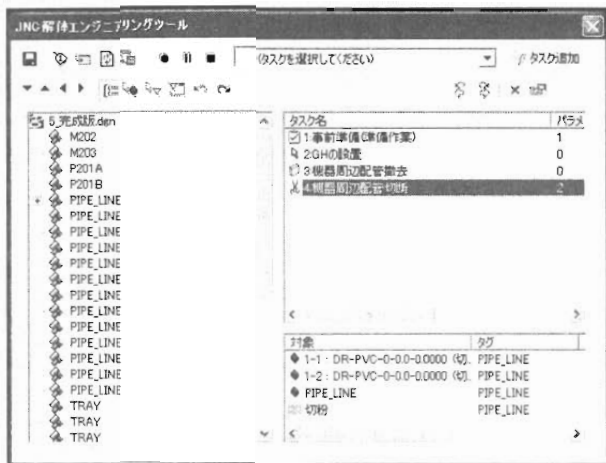 JNC 解体エンジニアリングツール
(タスクを選択してください)
タスク追加
5_完成版.den
M202
M203
P201A
P201B
PIPE_LINE
PIPE_LINE
PIPE_LINE
PIPE_LINE
PIPE_LINE
PIPE_LINE
PIPE_LINE
PIPE_LINE
PIPE_LINE
PIPE_LINE
PIPE_LINE
PIPE_LINE
PIPE_LINE
TRAY
TRAY
TRAY
タスク名 パラメ
1 事前準備(準備作業) 1
2:GHの設置 0
3 機器周辺配管撤去 0
4 機器周辺配管切断 2
対象 タグ
1-1 : DR-PVC-0-0.0-0.0000 (切. PIPE_LINE
1-2 : DR-PVC-0-0.0-0.0000 (切. PIPE_LINE
PIPE_LINE PIPE_LINE
切粉 PIPE_LINE